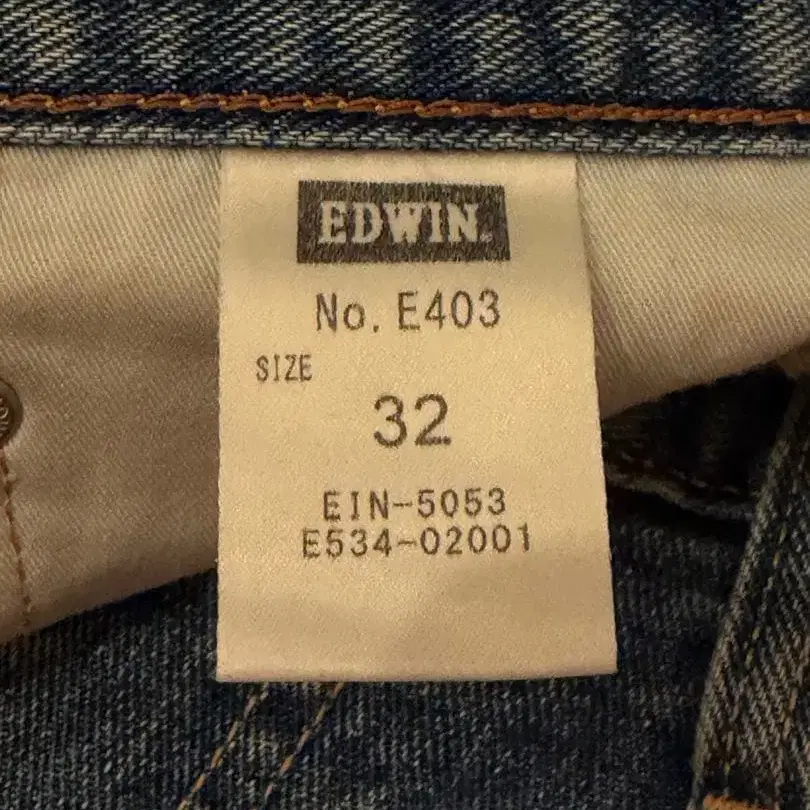 EDWIN.
No. E403
SIZE
32
EIN-5053
E534-02001